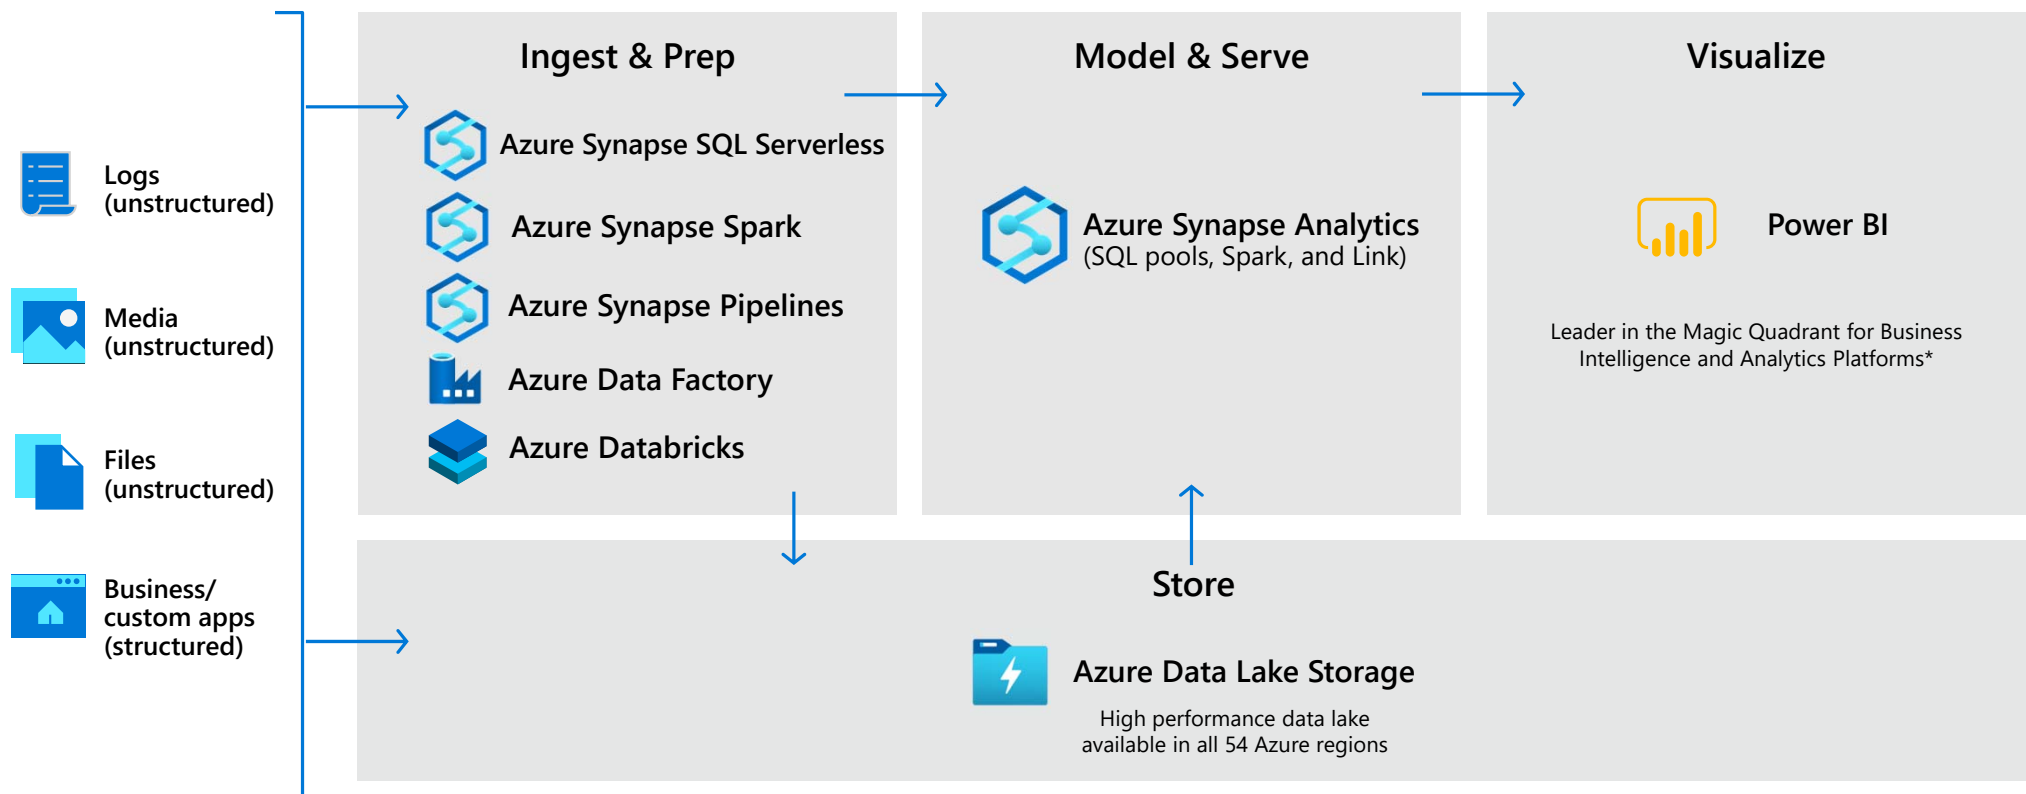 Logs
(unstructured)
Media
(unstructured)
Files
(unstructured)
Business/
custom apps
(structured)
Ingest & Prep
Azure Synapse SQL Serverless
Azure Synapse Spark
Azure Synapse Pipelines
Azure Data Factory
Azure Databricks
Model & Serve
Azure Synapse Analytics
(SQL pools, Spark, and Link)
Visualize
Power BI
Leader in the Magic Quadrant for Business
Intelligence and Analytics Platforms*
Store
Azure Data Lake Storage
High performance data lake
available in all 54 Azure regions